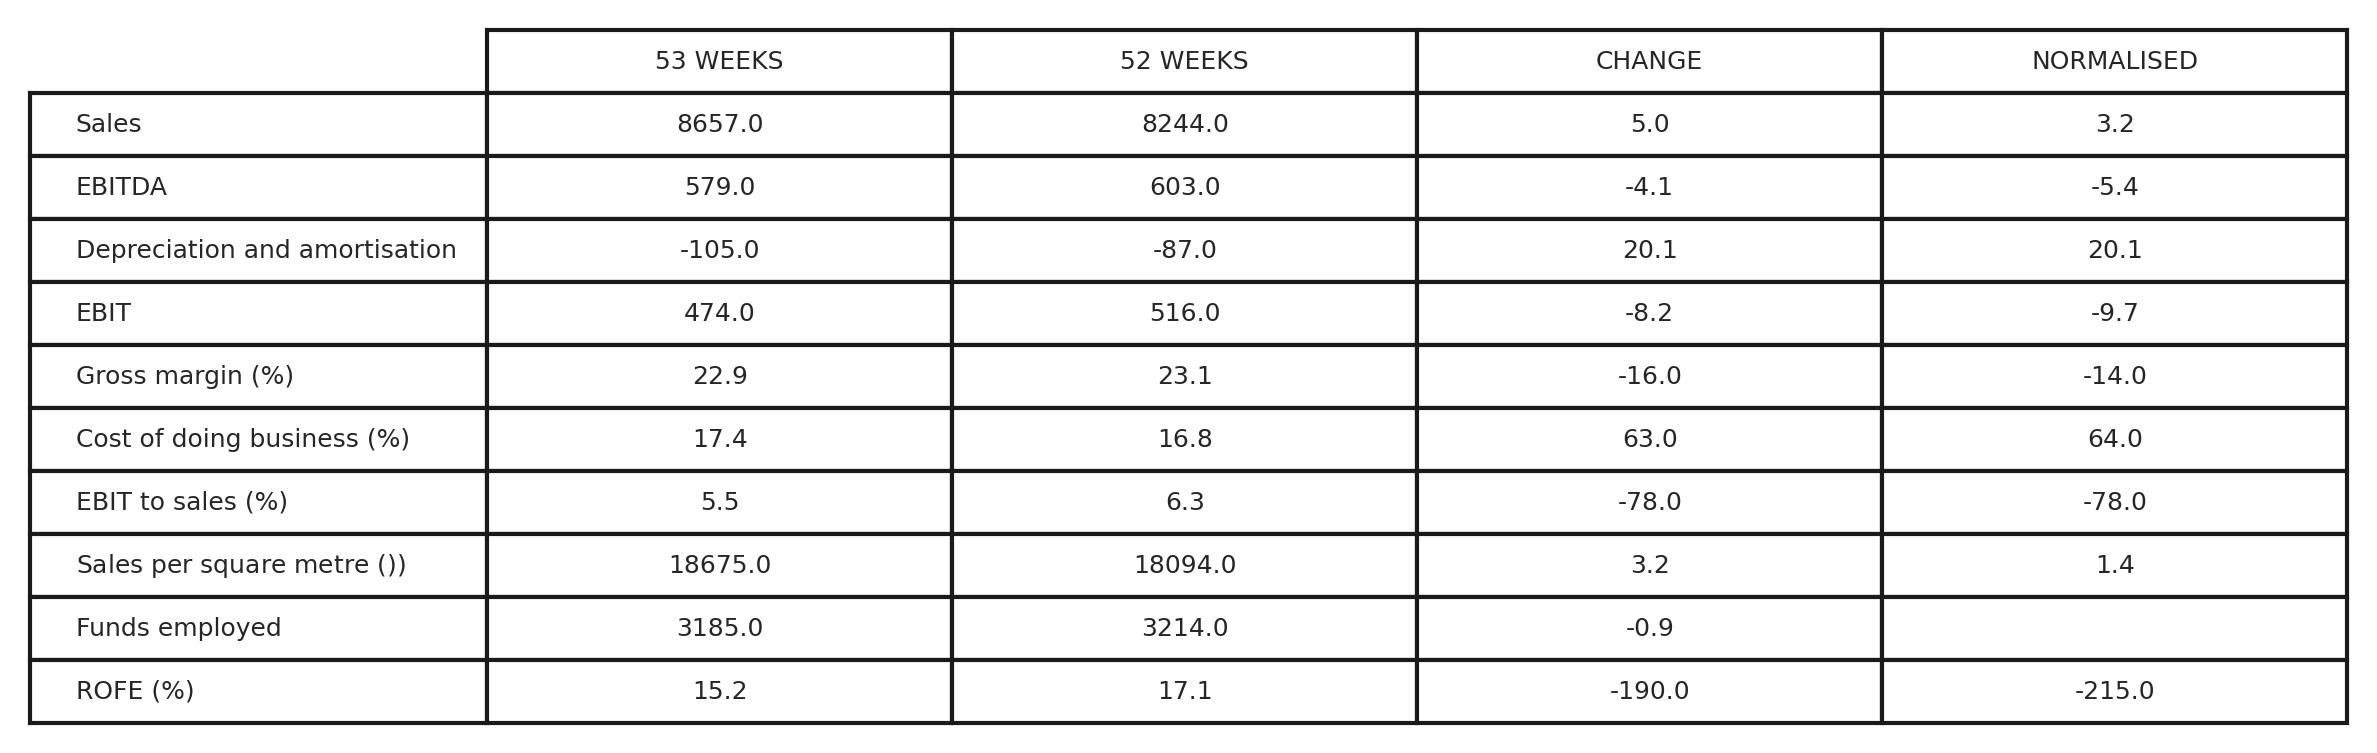 53 WEEKS 52 WEEKS CHANGE NORMALISED
Sales 8657.0 8244.0 5.0 3.2
EBITDA 579.0 603.0 -4.1 -5.4
Depreciation and amortisation -105.0 -87.0 20.1 20.1
EBIT 474.0 516.0 -8.2 -9.7
Gross margin (%) 22.9 23.1 -16.0 -14.0
Cost of doing business (%) 17.4 16.8 63.0 64.0
EBIT to sales (%) 5.5 6.3 -78.0 -78.0
Sales per square metre ()) 18675.0 18094.0 3.2 1.4
Funds employed 3185.0 3214.0 -0.9
ROFE (%) 15.2 17.1 -190.0 -215.0